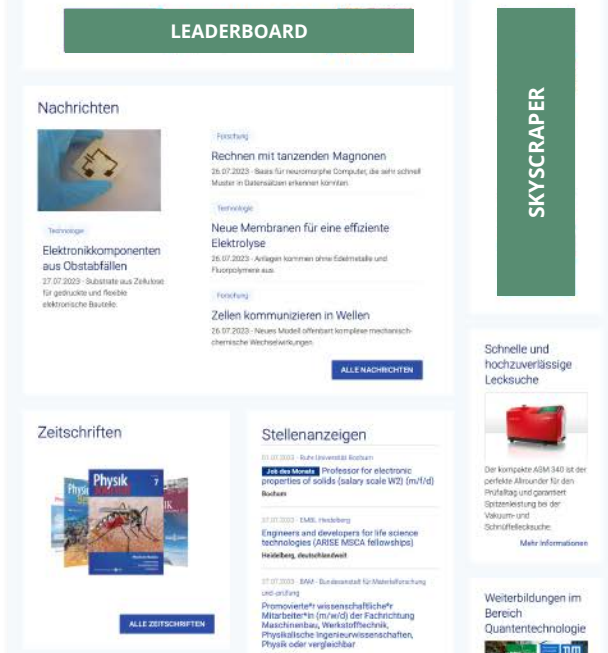 LEADERBOARD
SKYSCRAPER
Nachrichten
Technologie
Elektronikkomponenten
aus Obstabfällen
27.07.2023 - Substrate aus Zellulose
für gedruckte und flexible
elektronische Bauteile.
Forschung
Rechnen mit tanzenden Magnonen
26.07.2023 - Basis für neuromorphe Computer, die sehr schnell
Muster in Datensätzen erkennen könnten.
Technologie
Neue Membranen für eine effiziente
Elektrolyse
26.07.2023 - Anlagen kommen ohne Edelmetalle und
Fluorpolymere aus.
Forschung
Zellen kommunizieren in Wellen
26.07.2023 - Neues Modell offenbart komplexe mechanisch-
chemische Wechselwirkungen.
ALLE NACHRICHTEN
Zeitschriften
Physik
Journal
7
ALLE ZEITSCHRIFTEN
Stellenanzeigen
01.07.2023 - Ruhr Universität Bochum
Job des Monats Professor for electronic
properties of solids (salary scale W2) (m/f/d)
Bochum
- EMBL Heidelberg
Engineers and developers for life science
technologies (ARISE MSCA fellowships)
Heidelberg, deutschlandweit
- BAM - Bundesanstalt für Materialforschung
und -prüfung
Promovierte*r wissenschaftliche*r
Mitarbeiter*in (m/w/d) der Fachrichtung
Maschinenbau, Werkstofftechnik,
Physikalische Ingenieurwissenschaften,
Physik oder vergleichbar
Schnelle und
hochzuverlässige
Lecksuche
Der kompakte ASM 340 ist der
perfekte Allrounder für den
Prüfalltag und garantiert
Spitzenleistung bei der
Vakuum- und
Schnüffellecksuche.
Mehr Informationen
Weiterbildungen im
Bereich
Quantentechnologie